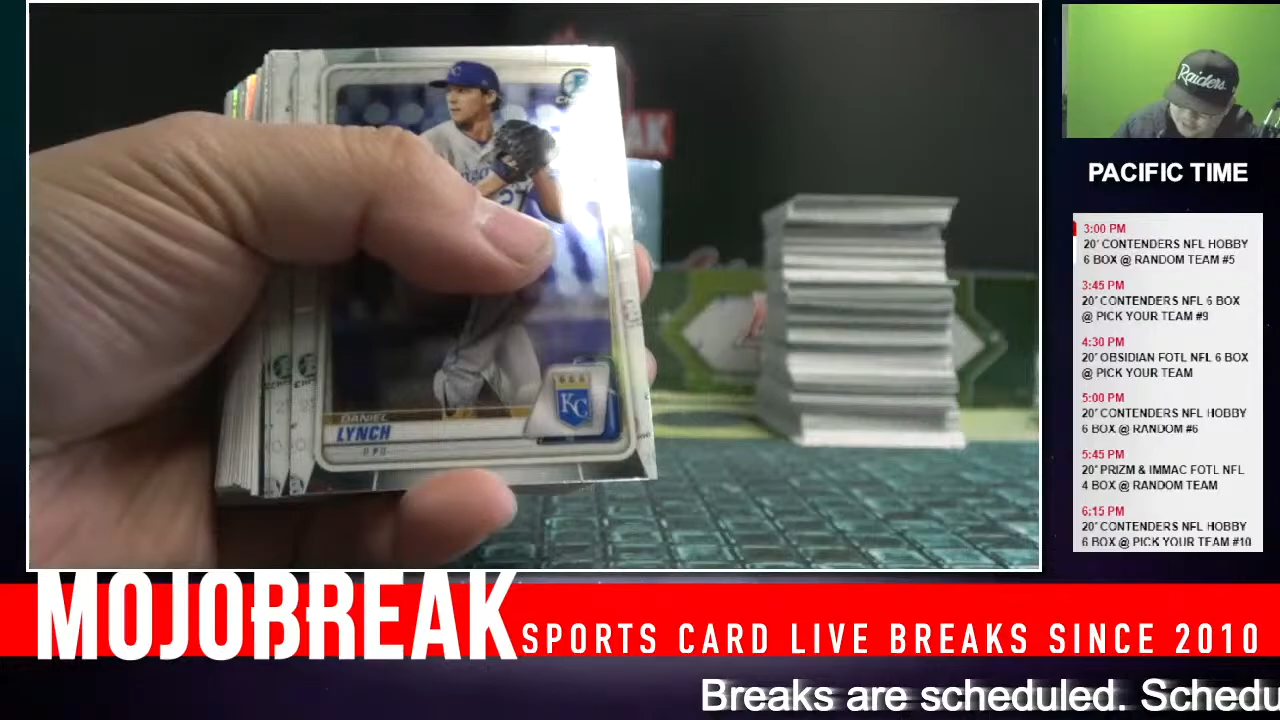 Raiders
PACIFIC TIME
3:00 PM
20' CONTENDERS NFL HOBBY
6 BOX @ RANDOM TEAM #5
3:45 PM
20' CONTENDERS NFL 6 BOX
@ PICK YOUR TEAM #9
4:30 PM
20' OBSIDIAN FOTL NFL 6 BOX
@ PICK YOUR TEAM
5:00 PM
20' CONTENDERS NFL HOBBY
6 BOX @ RANDOM #6
5:45 PM
20' PRIZM & IMMAC FOTL NFL
4 BOX @ RANDOM TEAM
6:15 PM
20' CONTENDERS NFL HOBBY
6 BOX @ PICK YOUR TEAM #10
KC
DANIEL
LYNCH
KC
MOJOBREAK
SPORTS CARD LIVE BREAKS SINCE 2010
Breaks are scheduled. Schedu